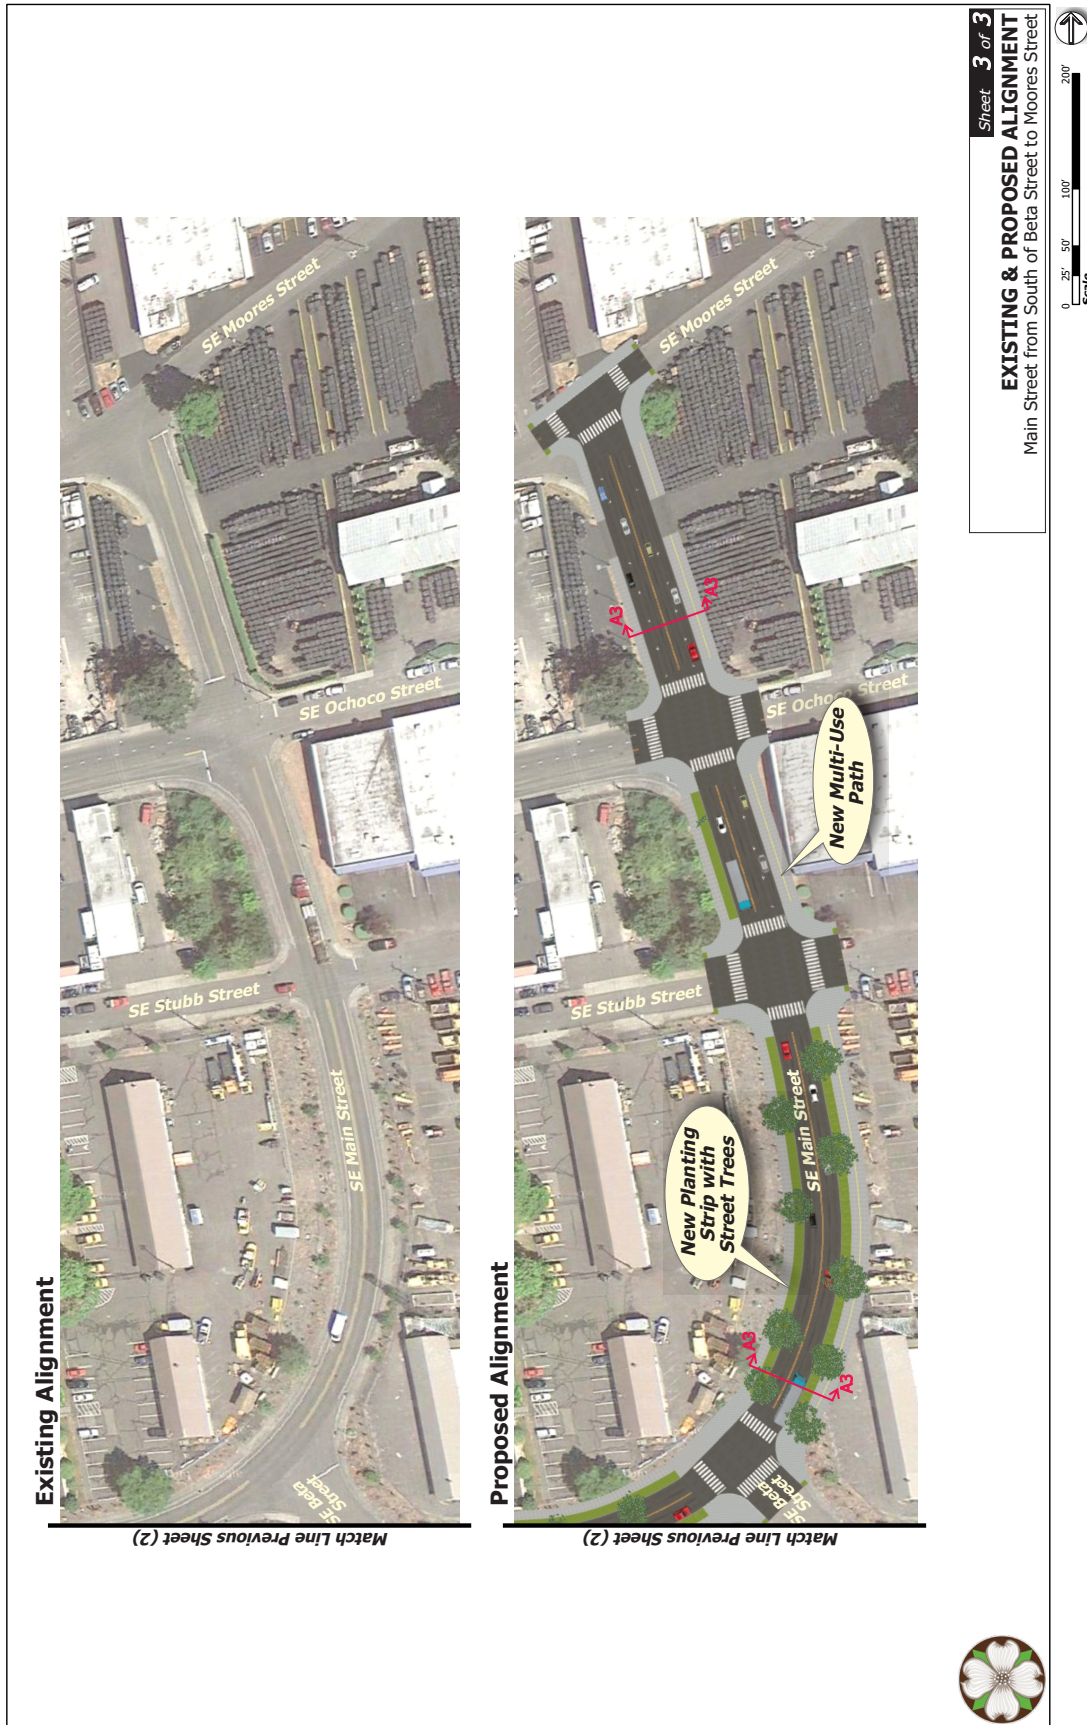 Existing Alignment
Match Line Previous Sheet (2)
SE Beta
Street
SE Main Street
SE Stubb Street
SE Ochoco Street
SE Moores Street
Proposed Alignment
Match Line Previous Sheet (2)
SE Beta
Street
A3
A3
New Planting
Strip with
Street Trees
SE Main Street
SE Stubb Street
New Multi-Use
Path
SE Ochoco Street
A3
A3
SE Moores Street
Sheet 3 of 3
EXISTING & PROPOSED ALIGNMENT
Main Street from South of Beta Street to Moores Street
0 25' 50' 100' 200'
Scale